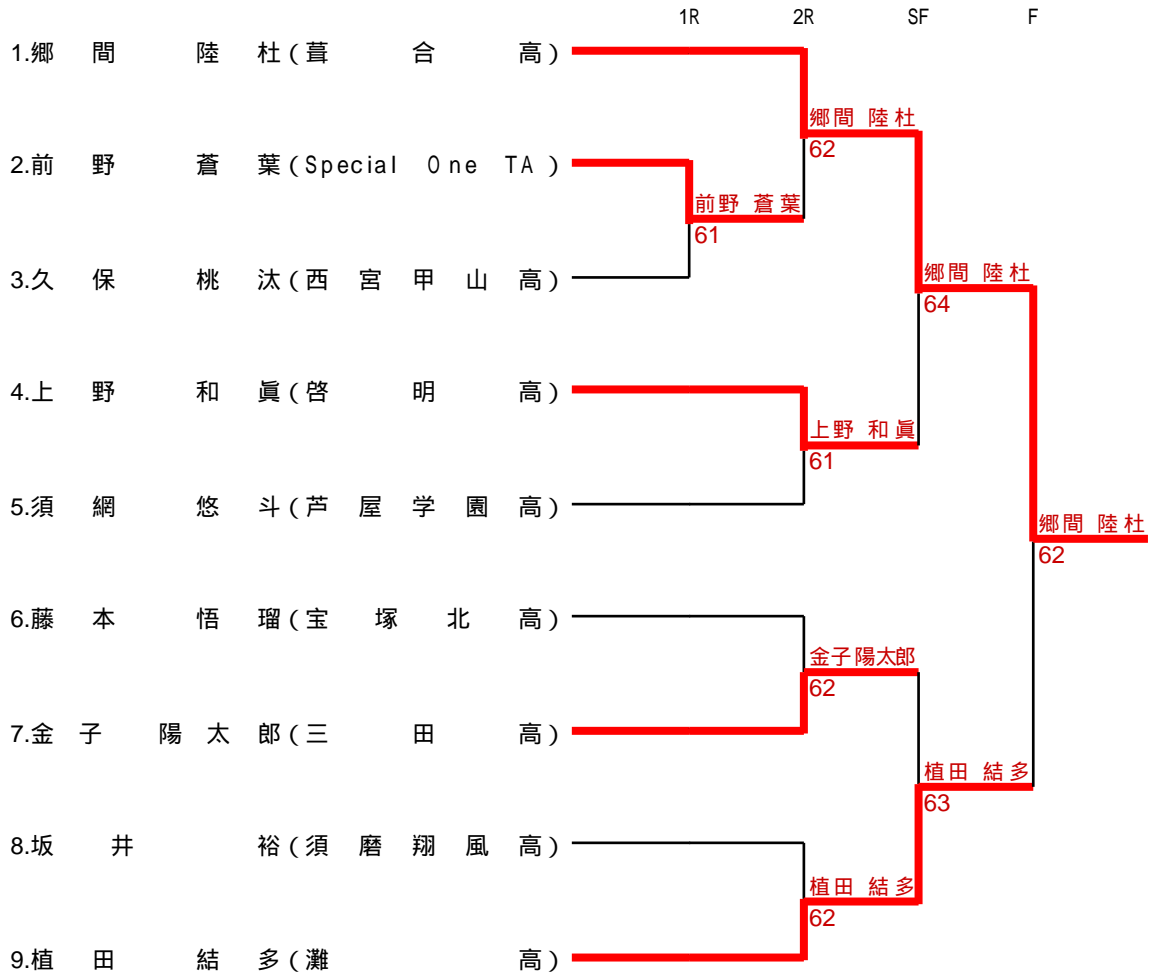 1R 2R SF F
1.郷間 陸杜(葺合高)
郷間 陸杜
62
2.前野 蒼葉(Special One TA)
前野 蒼葉
61
3.久保 桃汰(西宮甲山高)
郷間 陸杜
64
4.上野 和眞(啓明高)
上野 和眞
61
5.須網 悠斗(芦屋学園高)
郷間 陸杜
62
6.藤本 悟瑠(宝塚北高)
金子 陽太郎
62
7.金子 陽太郎(三田高)
植田 結多
63
8.坂井 裕(須磨翔風高)
植田 結多
62
9.植田 結多(灘高)